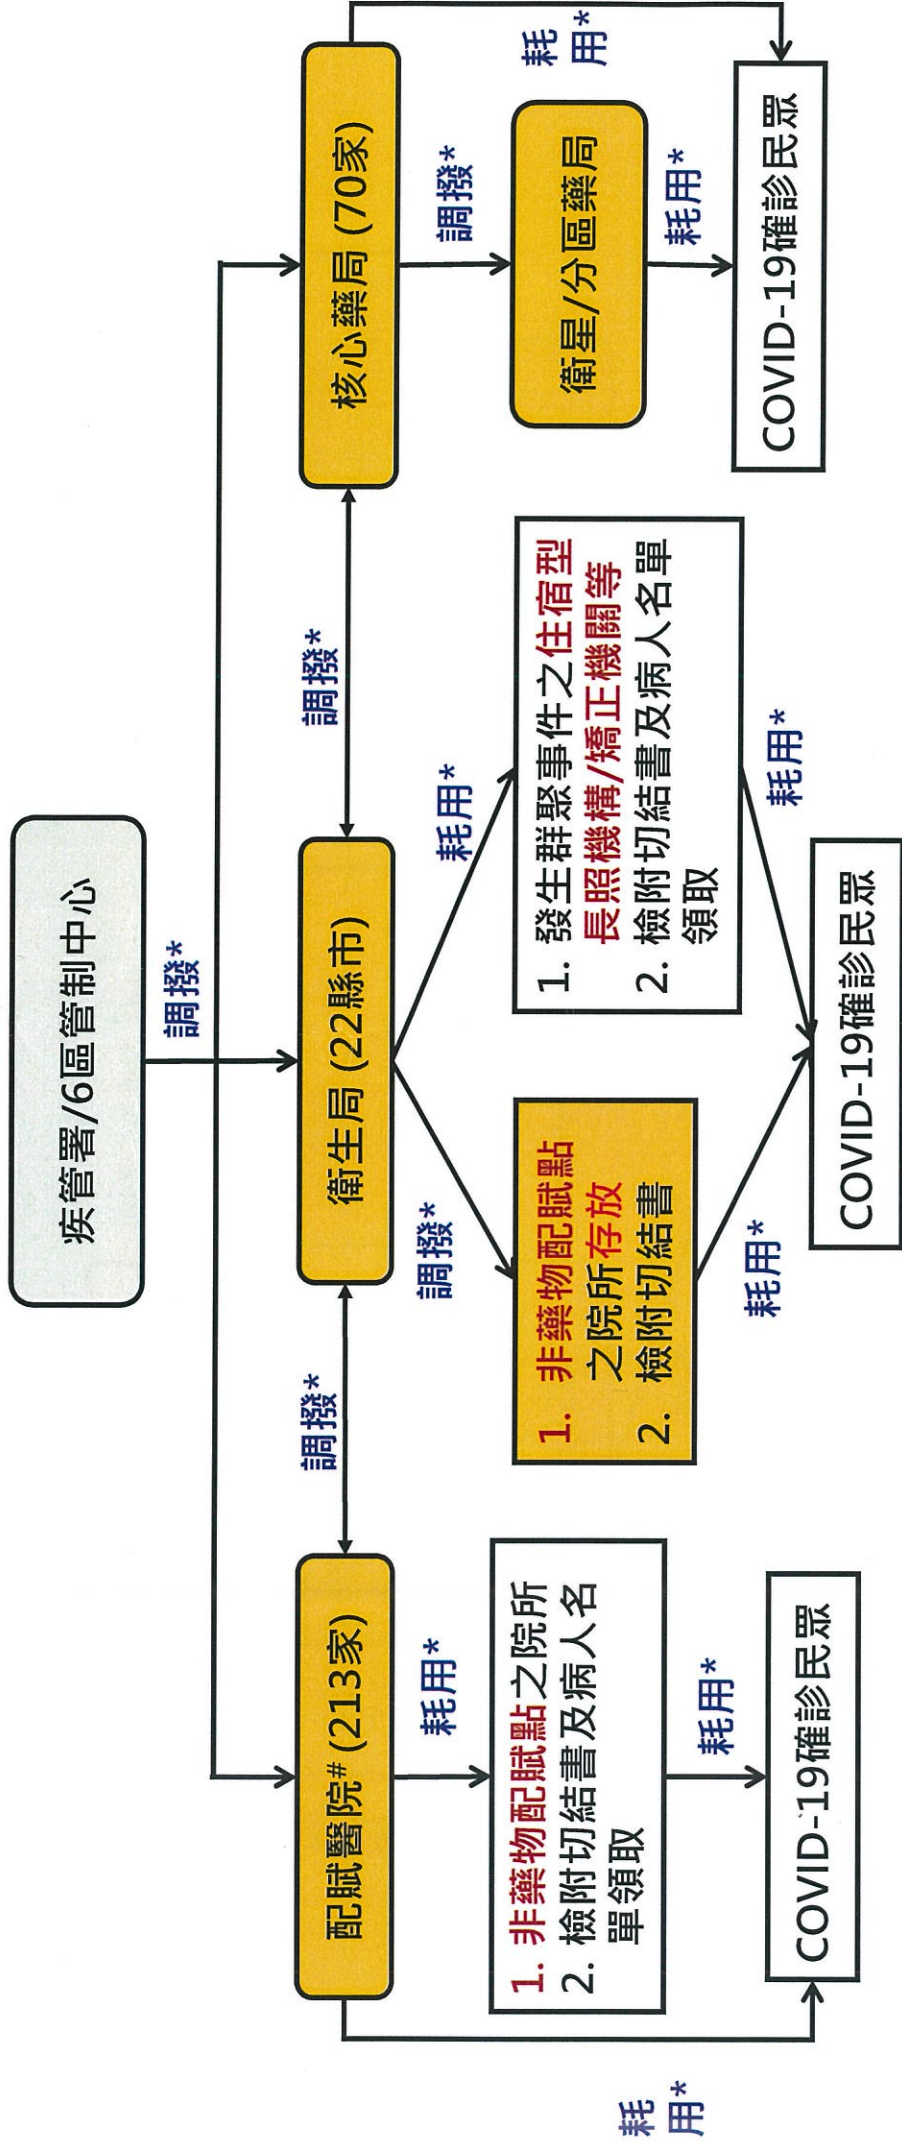 疾管署/6區管制中心
調撥*
配賦醫院# (213家)
調撥*
衛生局 (22縣市)
調撥*
核心藥局 (70家)
耗用*
耗用*
1. 非藥物配賦點之院所
2. 檢附切結書及病人名
單領取
耗用*
COVID-19確診民眾
調撥*
1. 非藥物配賦點
之院所存放
2. 檢附切結書
耗用*
耗用*
1. 發生群聚事件之住宿型
長照機構/矯正機關等
2. 檢附切結書及病人名單
領取
耗用*
COVID-19確診民眾
調撥*
衛星/分區藥局
耗用*
耗用*
COVID-19確診民眾